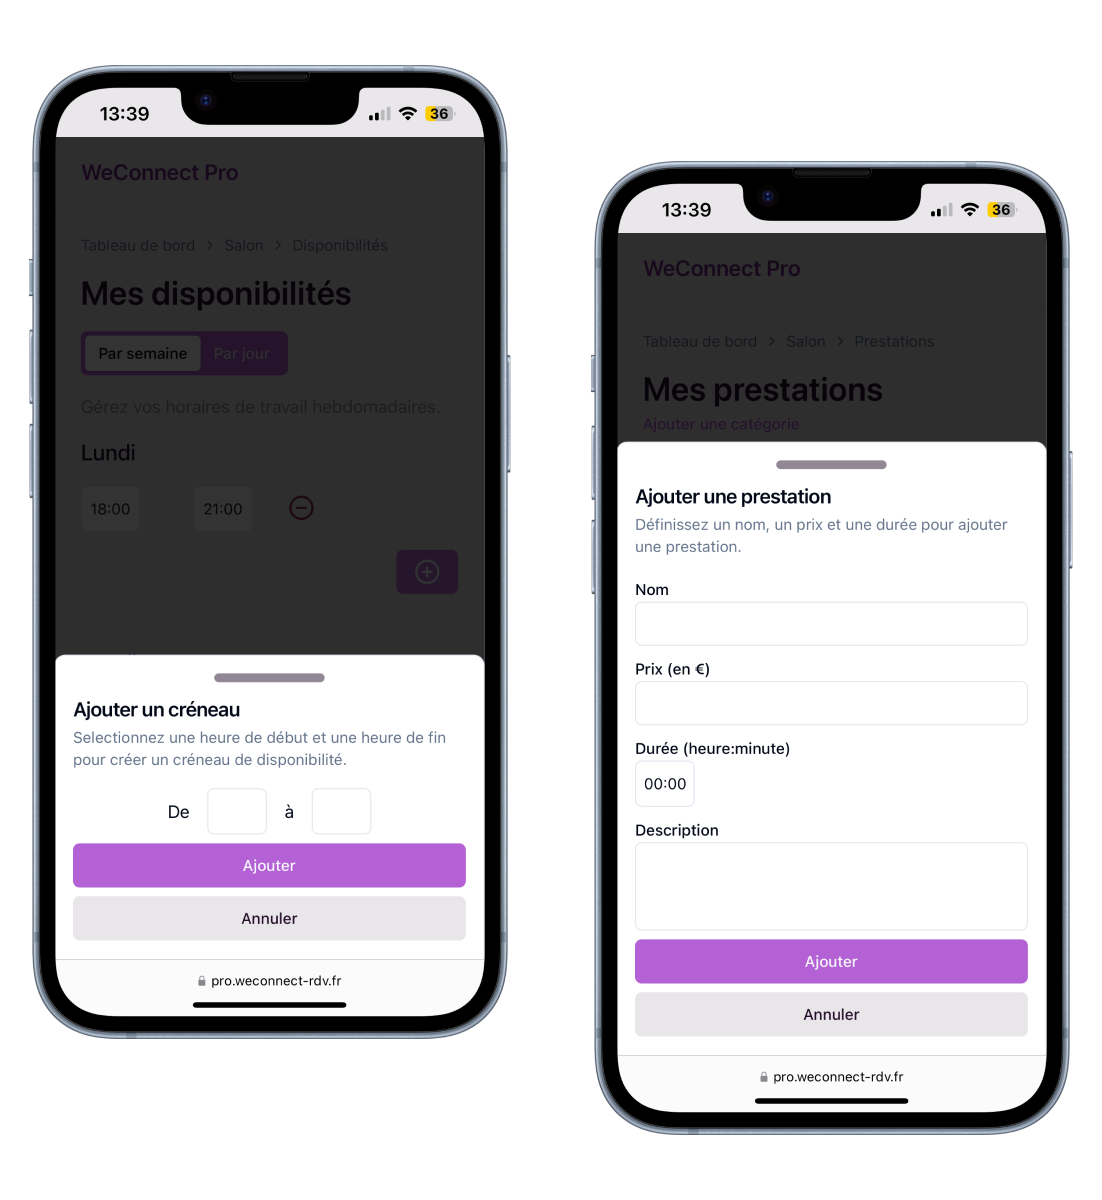 13:39
36
WeConnect Pro
Tableau de bord > Salon > Disponibilités
Mes disponibilités
Par semaine Par jour
Gérez vos horaires de travail hebdomadaires.
Lundi
18:00 21:00
Ajouter un créneau
Selectionnez une heure de début et une heure de fin
pour créer un créneau de disponibilité.
De à
Ajouter
Annuler
pro.weconnect-rdv.fr
13:39
36
WeConnect Pro
Tableau de bord > Salon > Prestations
Mes prestations
Ajouter une catégorie
Ajouter une prestation
Définissez un nom, un prix et une durée pour ajouter
une prestation.
Nom
Prix (en €)
Durée (heure:minute)
00:00
Description
Ajouter
Annuler
pro.weconnect-rdv.fr